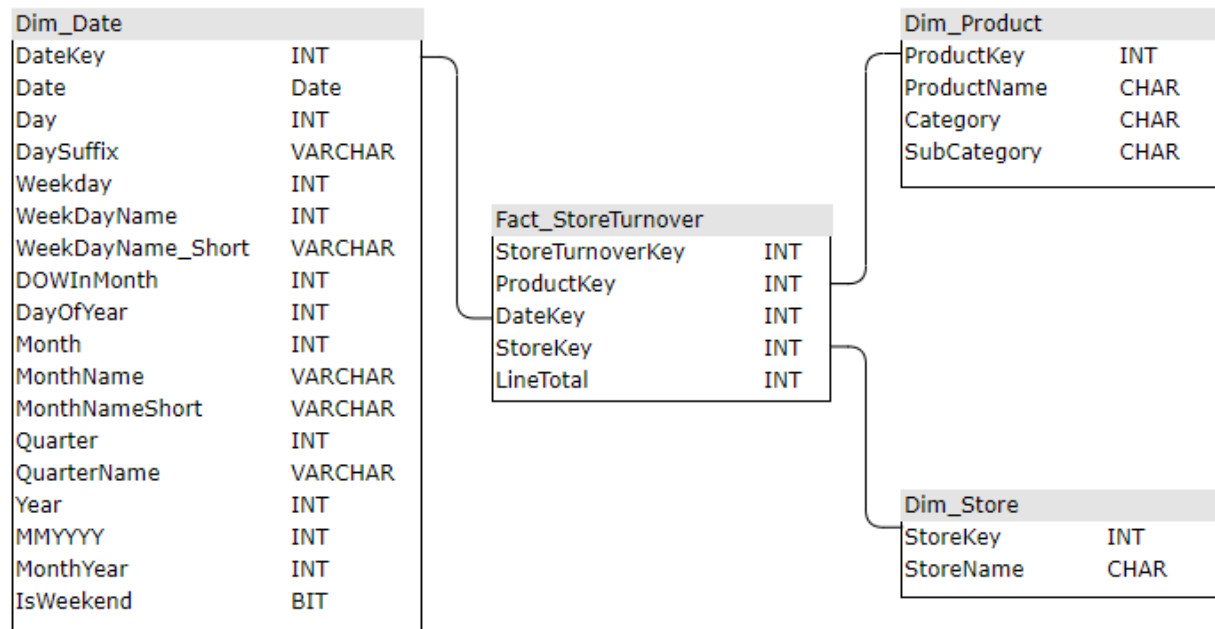 Dim_Date
DateKey INT
Date Date
Day INT
DaySuffix VARCHAR
Weekday INT
WeekDayName INT
WeekDayName_Short VARCHAR
DOWInMonth INT
DayOfYear INT
Month INT
MonthName VARCHAR
MonthNameShort VARCHAR
Quarter INT
QuarterName VARCHAR
Year INT
MMYYYY INT
MonthYear INT
IsWeekend BIT
Fact_StoreTurnover
StoreTurnoverKey INT
ProductKey INT
DateKey INT
StoreKey INT
LineTotal INT
Dim_Product
ProductKey INT
ProductName CHAR
Category CHAR
SubCategory CHAR
Dim_Store
StoreKey INT
StoreName CHAR